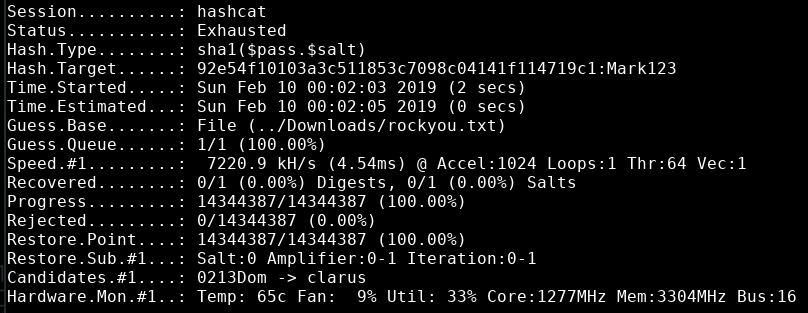 Session..........: hashcat
Status...........: Exhausted
Hash.Type........: sha1($pass.$salt)
Hash.Target......: 92e54f10103a3c511853c7098c04141f114719c1:Mark123
Time.Started.....: Sun Feb 10 00:02:03 2019 (2 secs)
Time.Estimated...: Sun Feb 10 00:02:05 2019 (0 secs)
Guess.Base.......: File (../Downloads/rockyou.txt)
Guess.Queue......: 1/1 (100.00%)
Speed.#1.........:  7220.9 kH/s (4.54ms) @ Accel:1024 Loops:1 Thr:64 Vec:1
Recovered........: 0/1 (0.00%) Digests, 0/1 (0.00%) Salts
Progress.........: 14344387/14344387 (100.00%)
Rejected.........: 0/14344387 (0.00%)
Restore.Point....: 14344387/14344387 (100.00%)
Restore.Sub.#1...: Salt:0 Amplifier:0-1 Iteration:0-1
Candidates.#1....: 0213Dom -> clarus
Hardware.Mon.#1..: Temp: 65c Fan:  9% Util: 33% Core:1277MHz Mem:3304MHz Bus:16